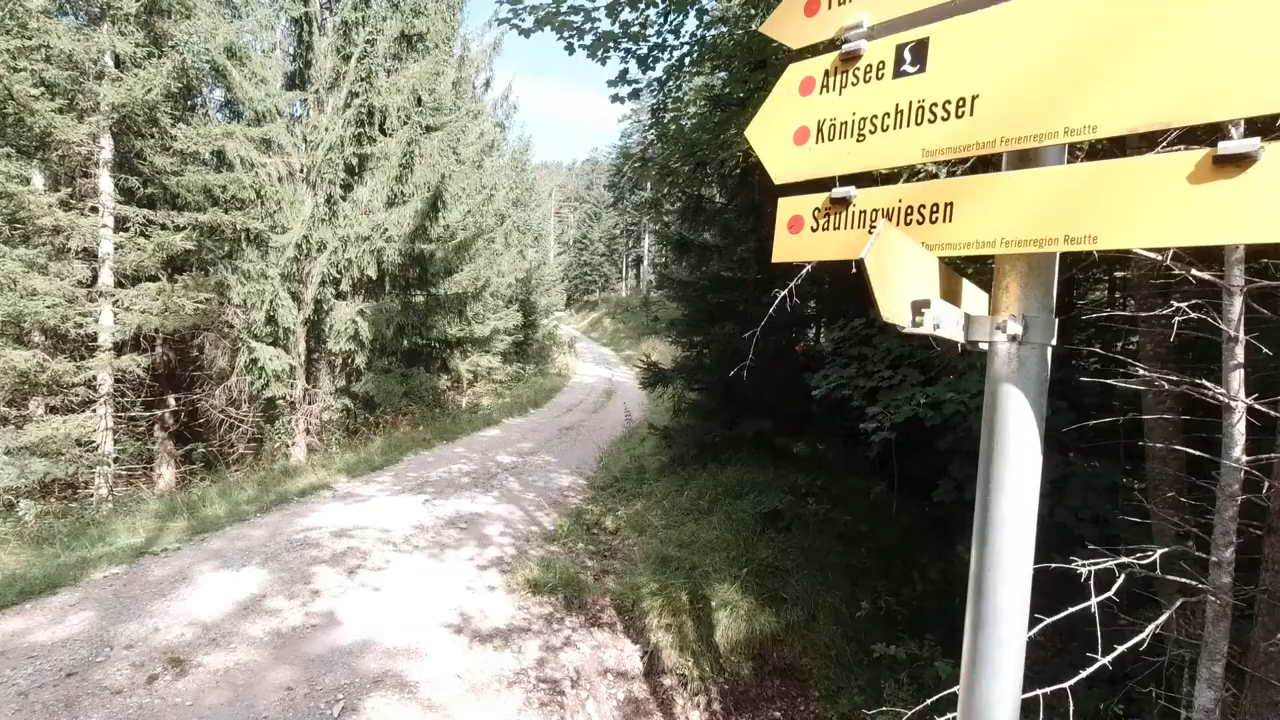 Alpsee L
Königschlösser
Tourismusverband Ferienregion Reutte
Säulingwiesen
Tourismusverband Ferienregion Reutte